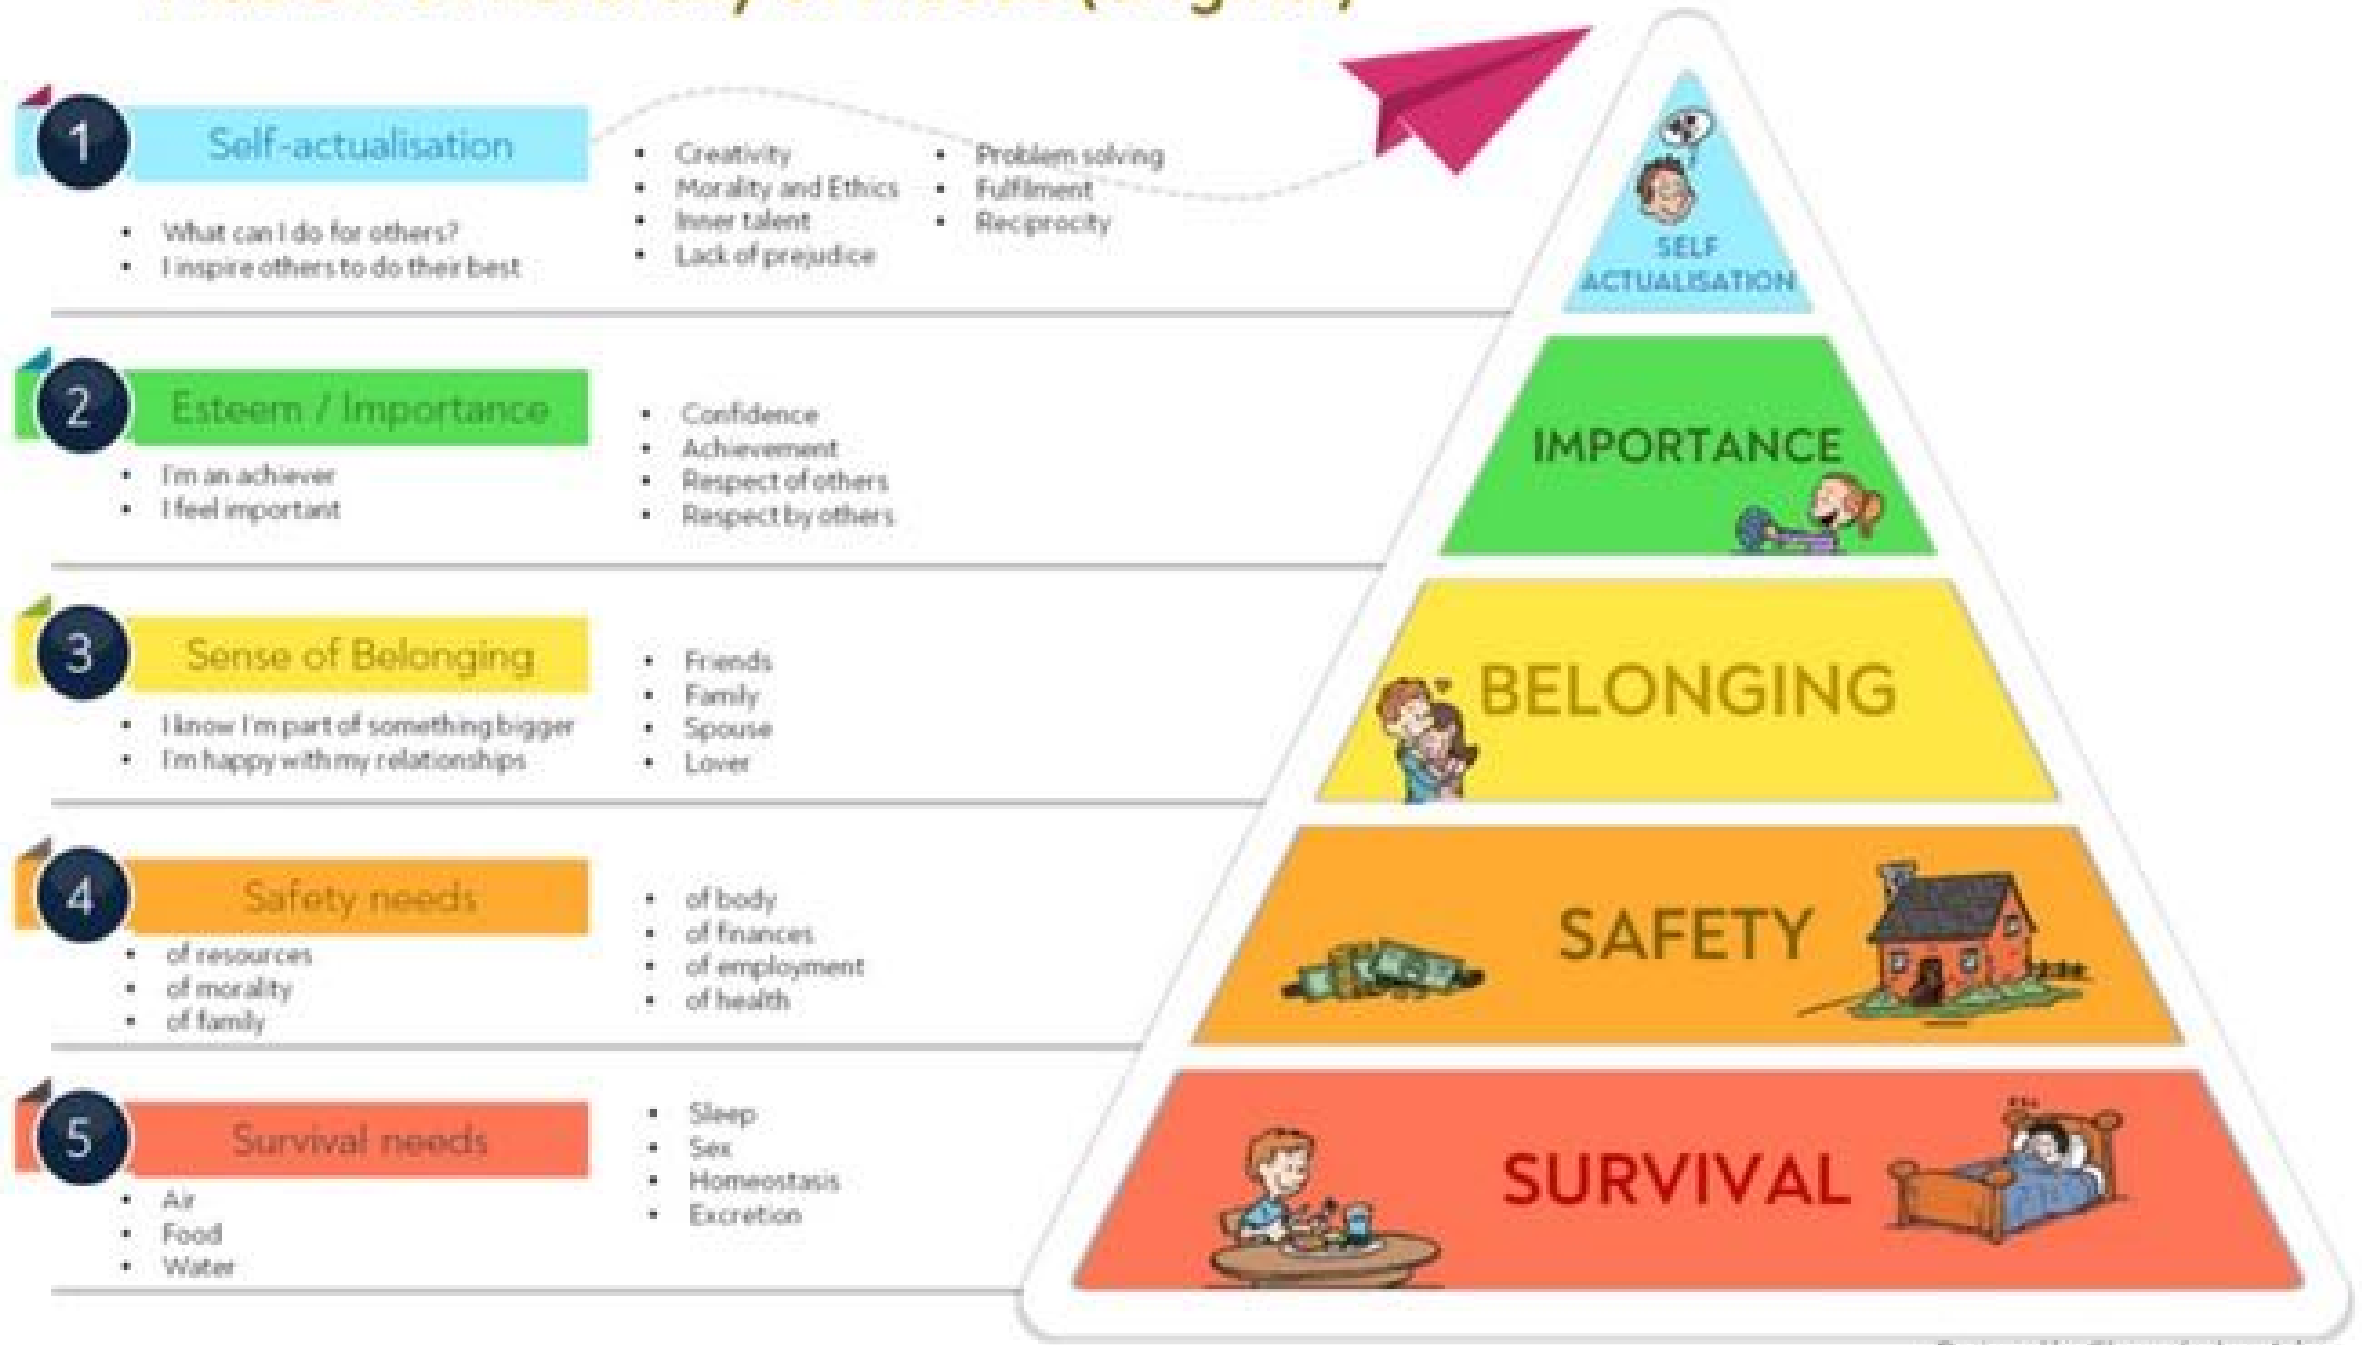 1
Self-actualisation
• What can I do for others?
• I inspire others to do their best
• Creativity
• Morality and Ethics
• Inner talent
• Lack of prejudice
• Problem solving
• Fulfilment
• Reciprocity
SELF
ACTUALISATION
2
Esteem / Importance
• I'm an achiever
• I feel important
• Confidence
• Achievement
• Respect of others
• Respect by others
IMPORTANCE
3
Sense of Belonging
• I know I'm part of something bigger
• I'm happy with my relationships
• Friends
• Family
• Spouse
• Lover
BELONGING
4
Safety needs
• of resources
• of morality
• of family
• of body
• of finances
• of employment
• of health
SAFETY
5
Survival needs
• Air
• Food
• Water
• Sleep
• Sex
• Homeostasis
• Excretion
SURVIVAL